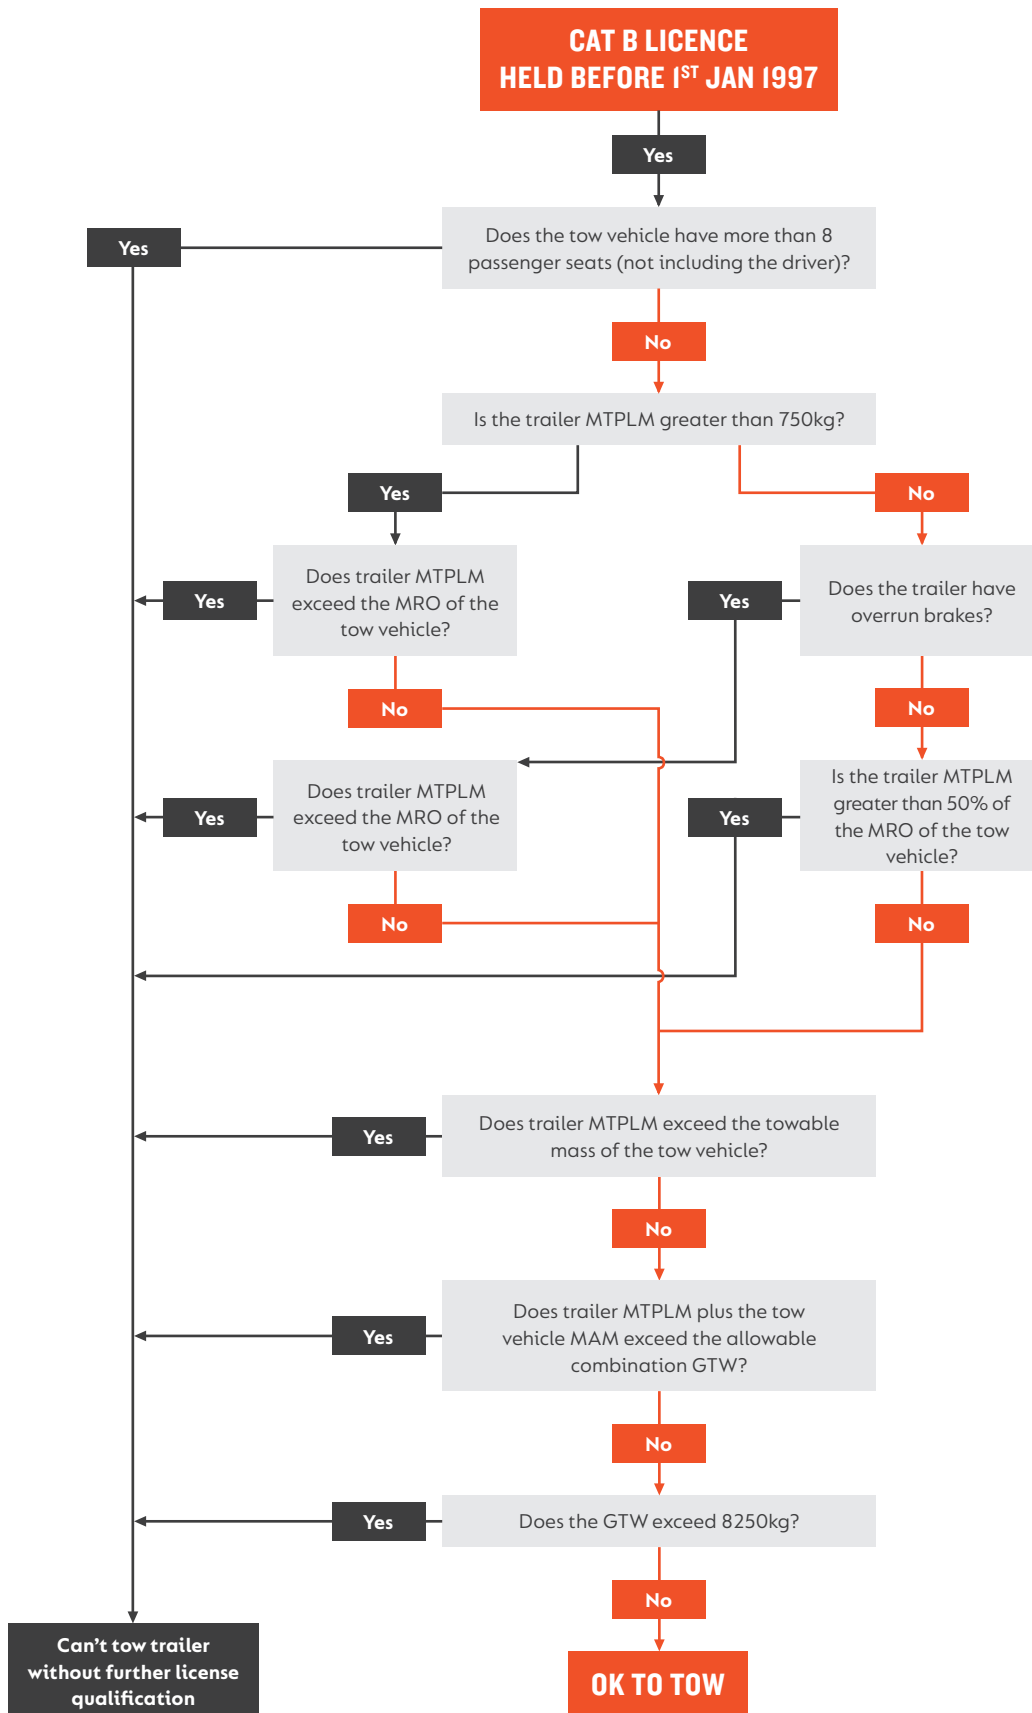 CAT B LICENCE
HELD BEFORE 1ST JAN 1997
Yes
Does the tow vehicle have more than 8
passenger seats (not including the driver)?
Yes
No
Is the trailer MTPLM greater than 750kg?
Yes
No
Does trailer MTPLM
exceed the MRO of the
tow vehicle?
Yes
Does the trailer have
overrun brakes?
Yes
No
No
Does trailer MTPLM
exceed the MRO of the
tow vehicle?
Yes
Is the trailer MTPLM
greater than 50% of
the MRO of the tow
vehicle?
Yes
No
No
Does trailer MTPLM exceed the towable
mass of the tow vehicle?
Yes
No
Does trailer MTPLM plus the tow
vehicle MAM exceed the allowable
combination GTW?
Yes
No
Does the GTW exceed 8250kg?
Yes
No
Can't tow trailer
without further license
qualification
OK TO TOW